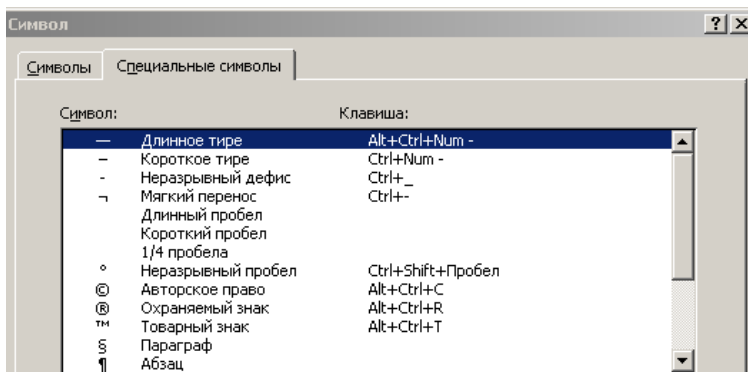 Символ
Символы Специальные символы
Символ: Клавиша:
— Длинное тире Alt+Ctrl+Num -
– Короткое тире Ctrl+Num -
- Неразрывный дефис Ctrl+_
¬ Мягкий перенос Ctrl+-
Длинный пробел
Короткий пробел
1/4 пробела
° Неразрывный пробел Ctrl+Shift+Пробел
© Авторское право Alt+Ctrl+C
® Охраняемый знак Alt+Ctrl+R
™ Товарный знак Alt+Ctrl+T
§ Параграф
¶ Абзац